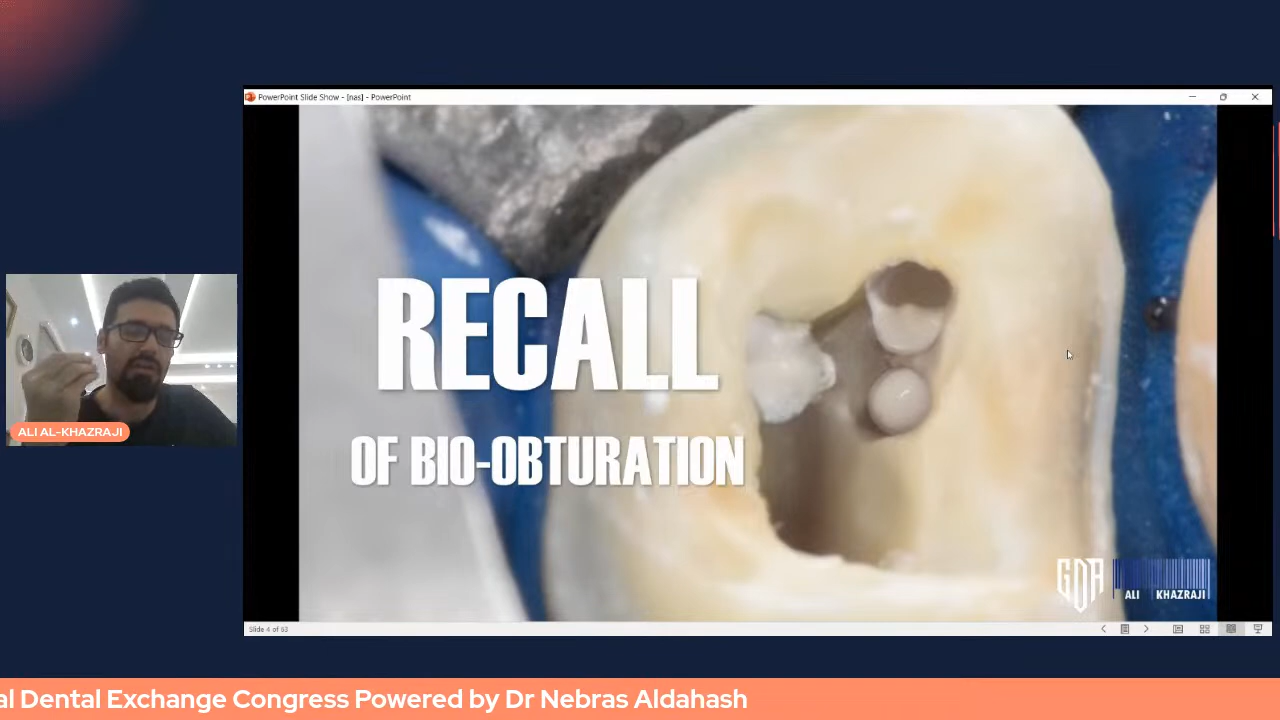 PowerPoint Slide Show - [nas] - PowerPoint
RECALL
OF BIO-OBTURATION
ALI AL-KHAZRAJI
GDA
ALI KHAZRAJI
Slide 4 of 53
al Dental Exchange Congress Powered by Dr Nebras Aldahash